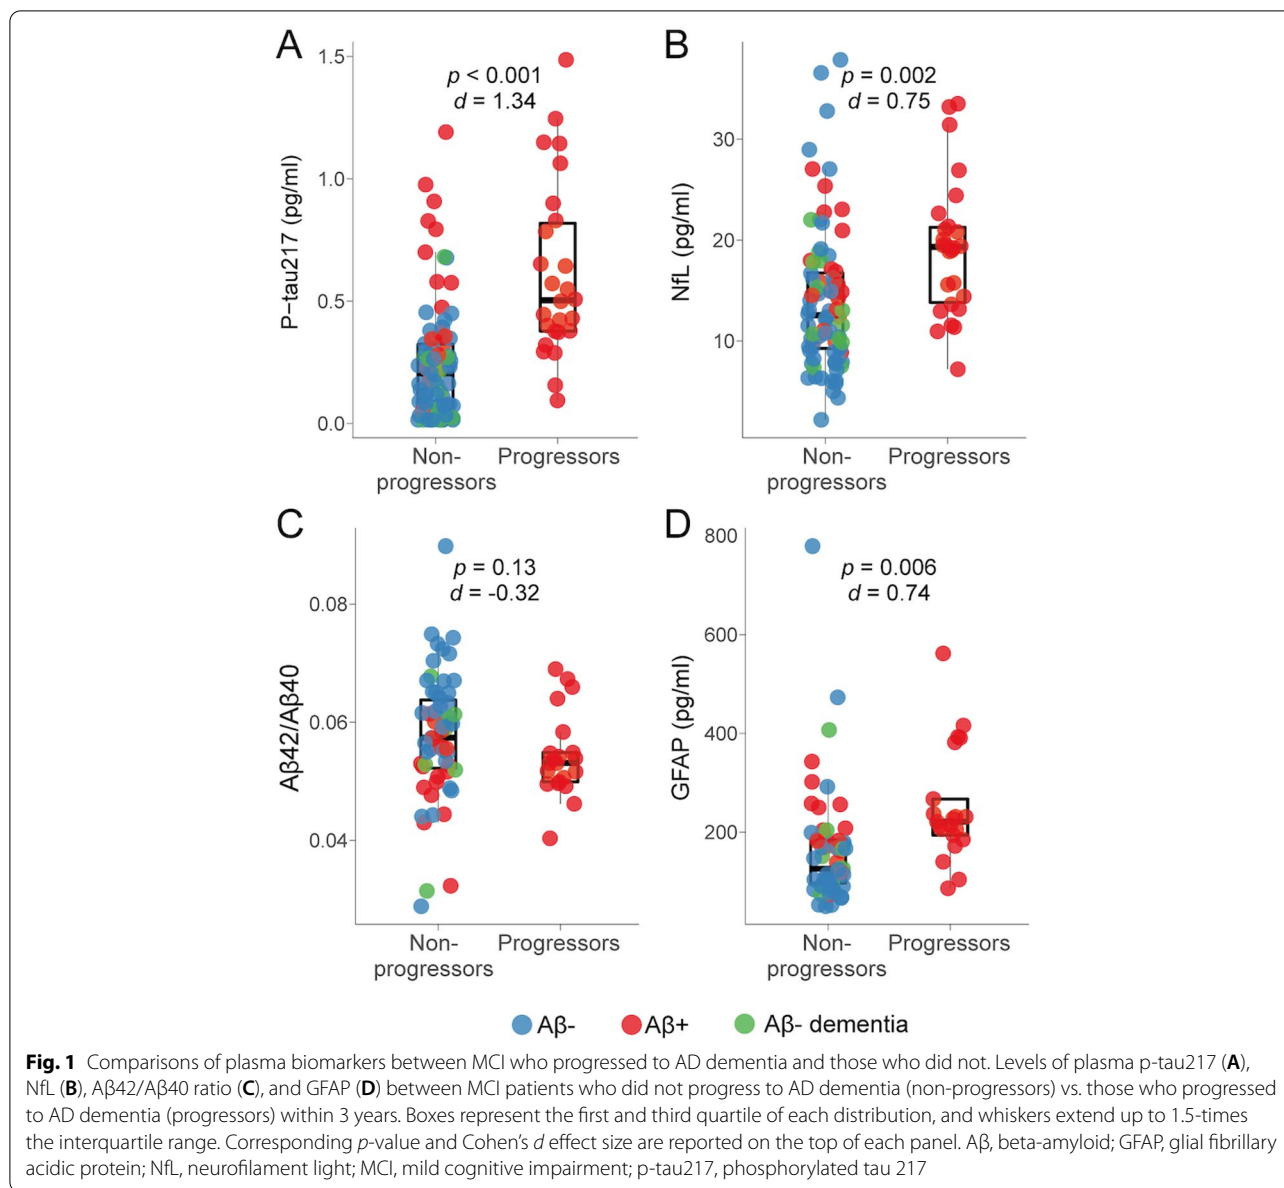 A
P-tau217 (pg/ml)
1.5
1.0
0.5
0.0
p < 0.001
d = 1.34
Non-
progressors
Progressors
B
NfL (pg/ml)
30
20
10
p = 0.002
d = 0.75
Non-
progressors
Progressors
C
Aβ42/Aβ40
0.08
0.06
0.04
p = 0.13
d = -0.32
Non-
progressors
Progressors
D
GFAP (pg/ml)
800
600
400
200
p = 0.006
d = 0.74
Non-
progressors
Progressors
Aβ- Aβ+ Aβ- dementia
Fig. 1 Comparisons of plasma biomarkers between MCI who progressed to AD dementia and those who did not. Levels of plasma p-tau217 (A),
NfL (B), Aβ42/Aβ40 ratio (C), and GFAP (D) between MCI patients who did not progress to AD dementia (non-progressors) vs. those who progressed
to AD dementia (progressors) within 3 years. Boxes represent the first and third quartile of each distribution, and whiskers extend up to 1.5-times
the interquartile range. Corresponding p-value and Cohen's d effect size are reported on the top of each panel. Aβ, beta-amyloid; GFAP, glial fibrillary
acidic protein; NfL, neurofilament light; MCI, mild cognitive impairment; p-tau217, phosphorylated tau 217